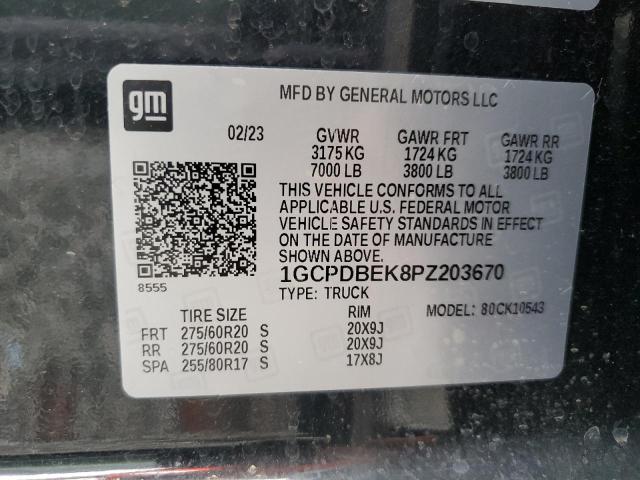 gm
MFD BY GENERAL MOTORS LLC
02/23 GVWR GAWR FRT GAWR RR
3175 KG 1724 KG 1724 KG
7000 LB 3800 LB 3800 LB
THIS VEHICLE CONFORMS TO ALL
APPLICABLE U.S. FEDERAL MOTOR
VEHICLE SAFETY STANDARDS IN EFFECT
ON THE DATE OF MANUFACTURE
SHOWN ABOVE.
8555
1GCPDBEK8PZ203670
TYPE: TRUCK MODEL: 80CK10543
TIRE SIZE RIM
FRT 275/60R20 S 20X9J
RR 275/60R20 S 20X9J
SPA 255/80R17 S 17X8J